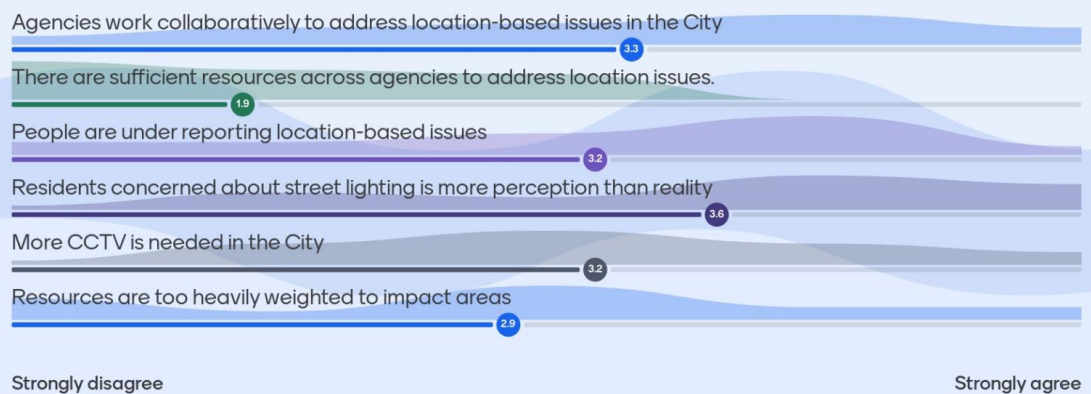 Agencies work collaboratively to address location-based issues in the City
3.3
There are sufficient resources across agencies to address location issues.
1.9
People are under reporting location-based issues
3.2
Residents concerned about street lighting is more perception than reality
3.6
More CCTV is needed in the City
3.2
Resources are too heavily weighted to impact areas
2.9
Strongly disagree
Strongly agree